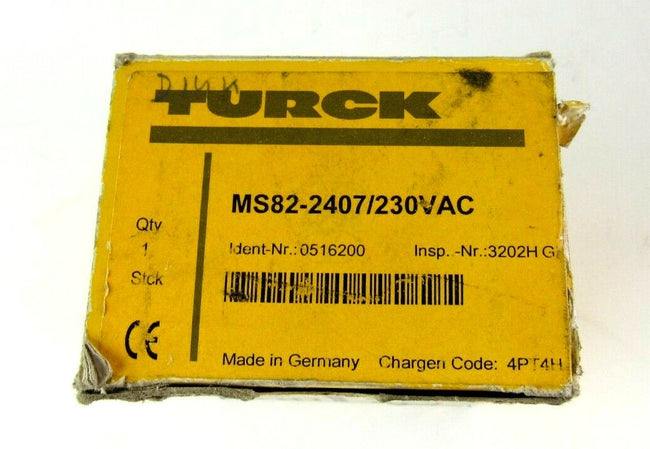 TURCK
MS82-2407/230VAC
Qty
1
Stck
Ident-Nr.:0516200 Insp. -Nr.:3202H G
Made in Germany Chargen Code: 4PT4H
CE